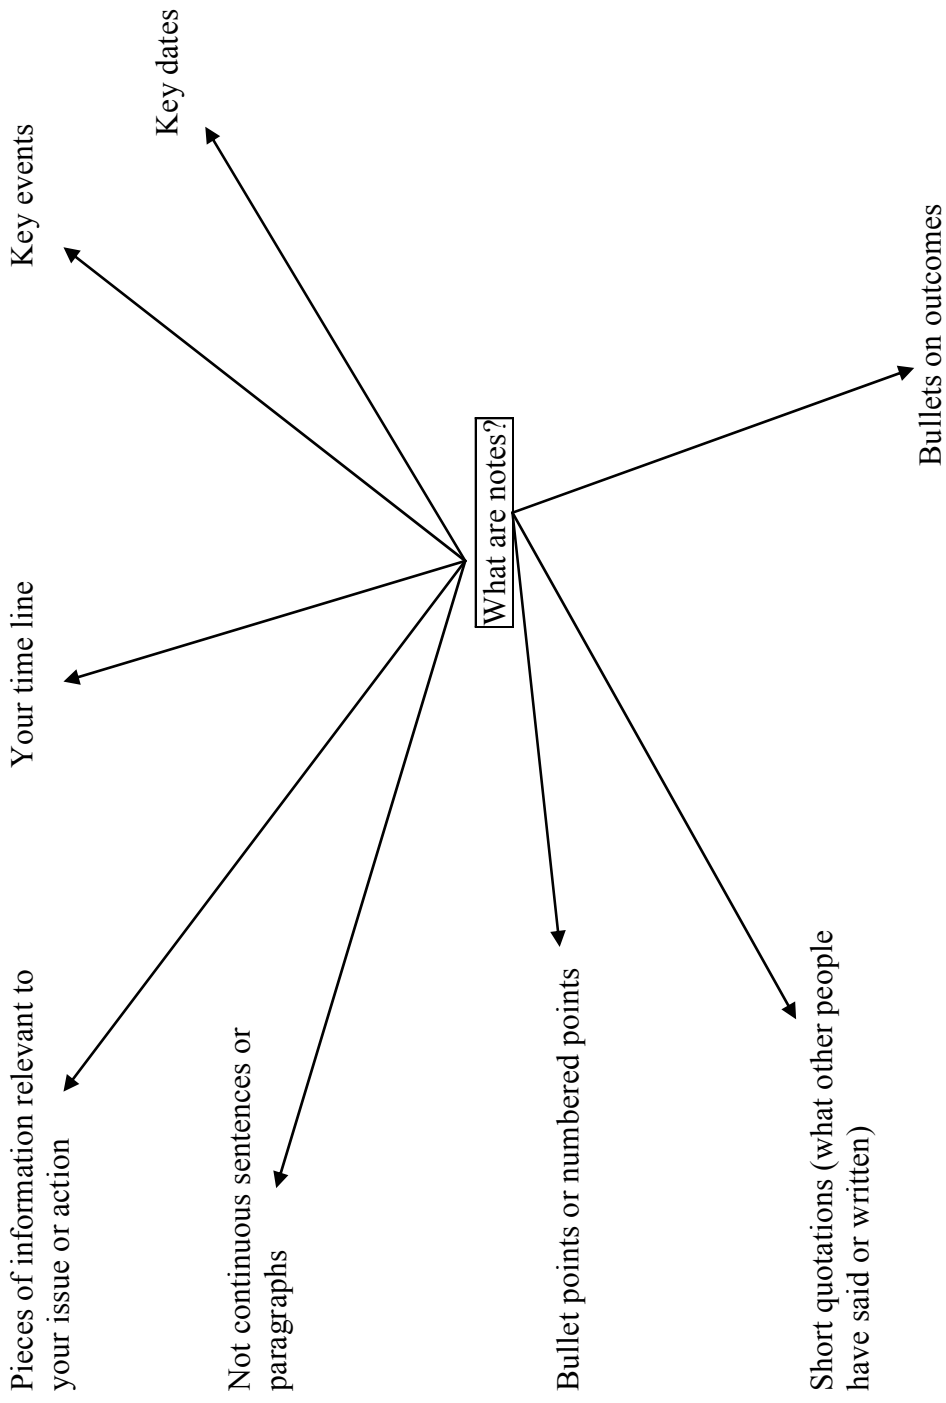 Pieces of information relevant to
your issue or action
Your time line
Key events
Key dates
Not continuous sentences or
paragraphs
What are notes?
Bullet points or numbered points
Short quotations (what other people
have said or written)
Bullets on outcomes